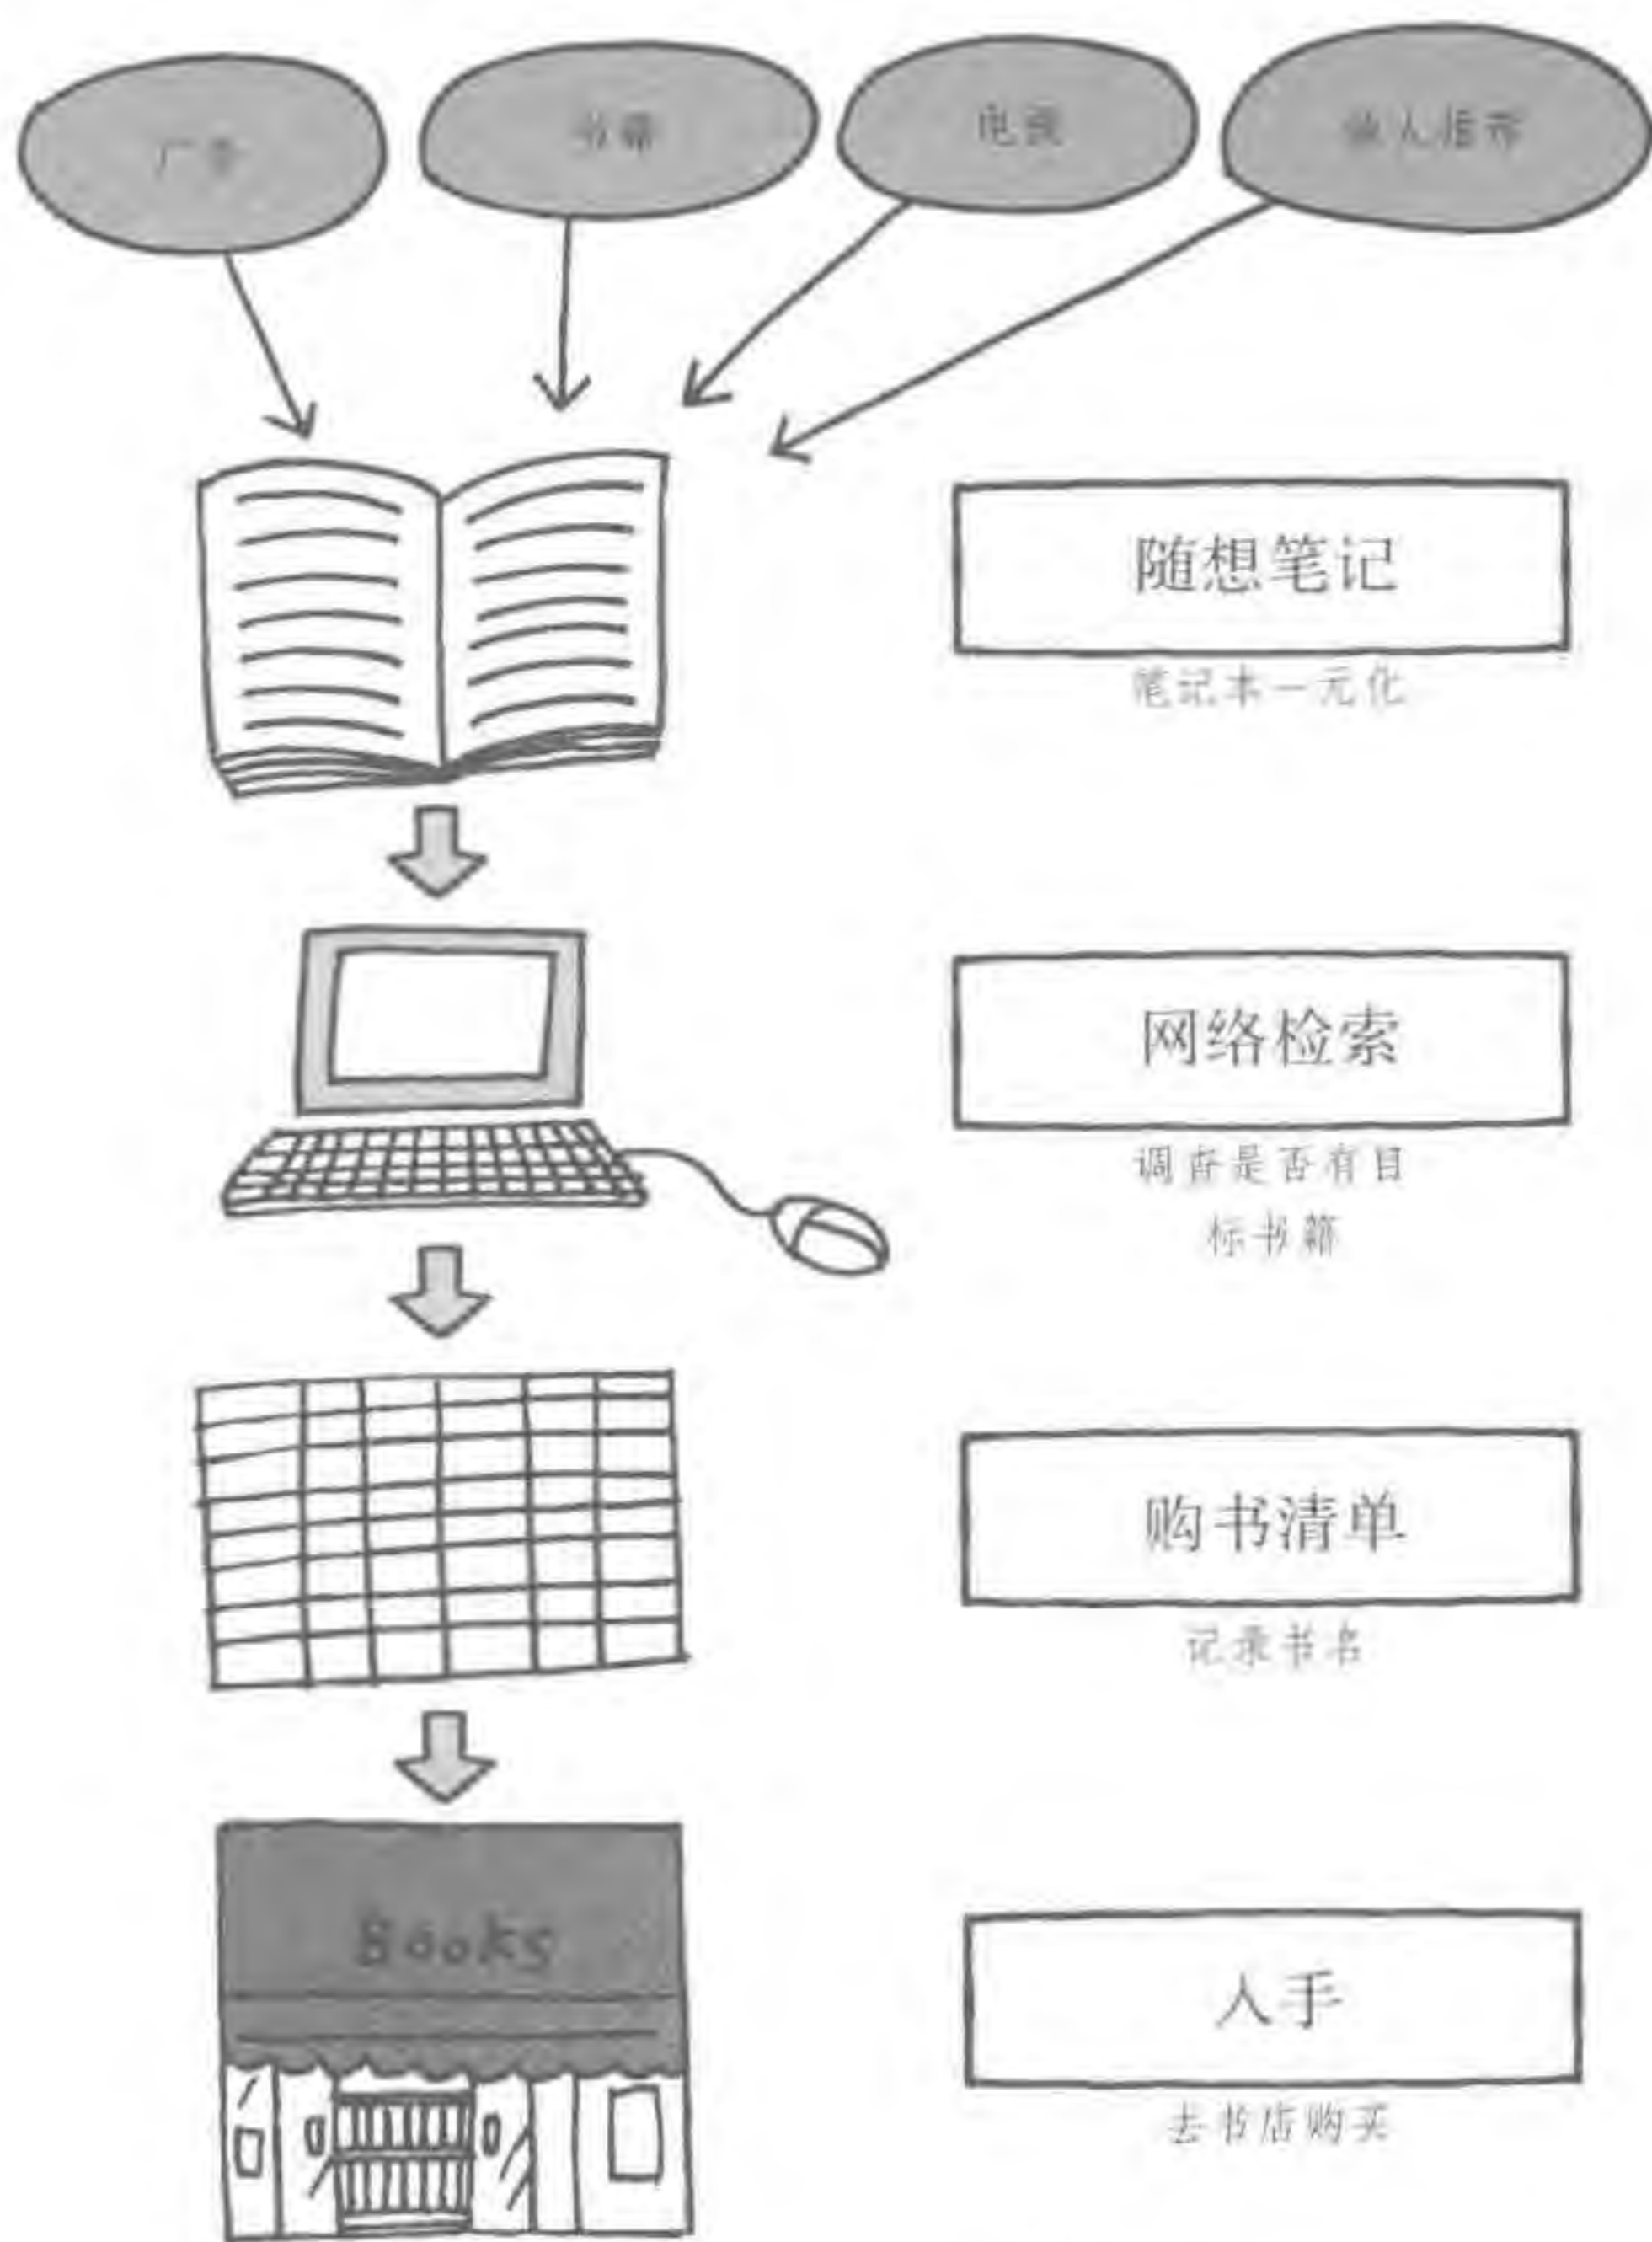 广告
书籍
电视
他人推荐
随想笔记
笔记本一元化
网络检索
调查是否有目
标书籍
购书清单
记录书名
Books
入手
去书店购买